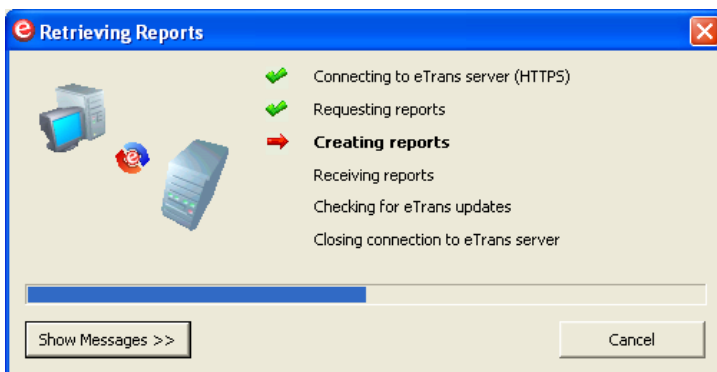 Retrieving Reports
Connecting to eTrans server (HTTPS)
Requesting reports
Creating reports
Receiving reports
Checking for eTrans updates
Closing connection to eTrans server
Show Messages >>
Cancel